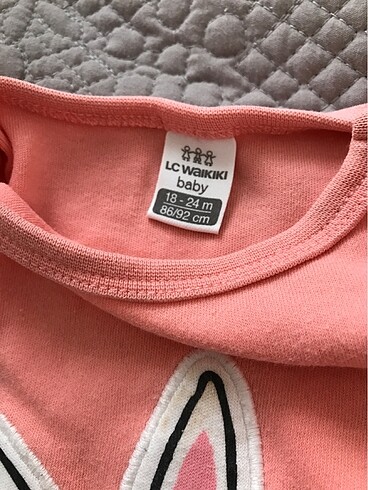 LC WAIKIKI
baby
18 - 24 m
86/92 cm